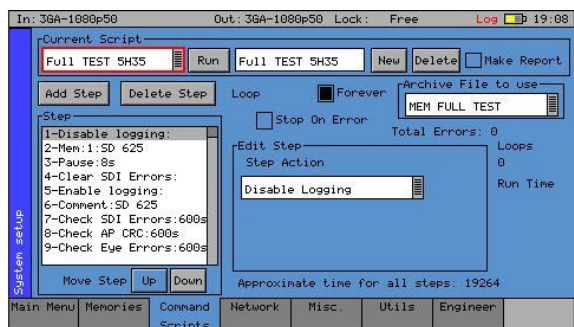 In: 3GA-1080p50 Out: 3GA-1080p50 Lock: Free Log 19:08
Current Script
Full TEST 5H35 Run Full TEST 5H35 New Delete Make Report
Add Step Delete Step Loop Forever Archive File to use
MEM FULL TEST
Stop On Error
Total Errors: 0
Step
1-Disable logging:
2-Mem:1:SD 625
3-Pause:8s
4-Clear SDI Errors:
5-Enable logging:
6-Comment:SD 625
7-Check SDI Errors:600s
8-Check AP CRC:600s
9-Check Eye Errors:600s
Edit Step
Step Action
Disable Logging
Loops
0
Run Time
Move Step Up Down
Approximate time for all steps: 19264
System setup
Main Menu Memories Command Scripts Network Misc. Utils Engineer